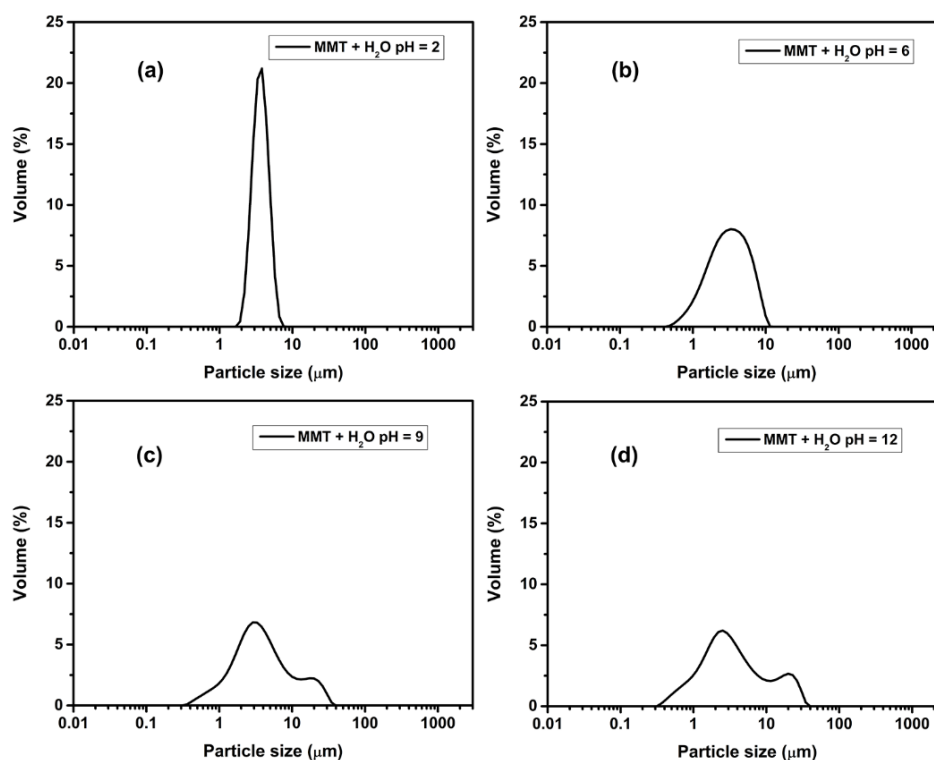 25
20
15
10
5
0
Volume (%)
(a)
MMT + H₂O pH = 2
0.01 0.1 1 10 100 1000
Particle size (μm)
25
20
15
10
5
0
Volume (%)
(b)
MMT + H₂O pH = 6
0.01 0.1 1 10 100 1000
Particle size (μm)
25
20
15
10
5
0
Volume (%)
(c)
MMT + H₂O pH = 9
0.01 0.1 1 10 100 1000
Particle size (μm)
25
20
15
10
5
0
Volume (%)
(d)
MMT + H₂O pH = 12
0.01 0.1 1 10 100 1000
Particle size (μm)